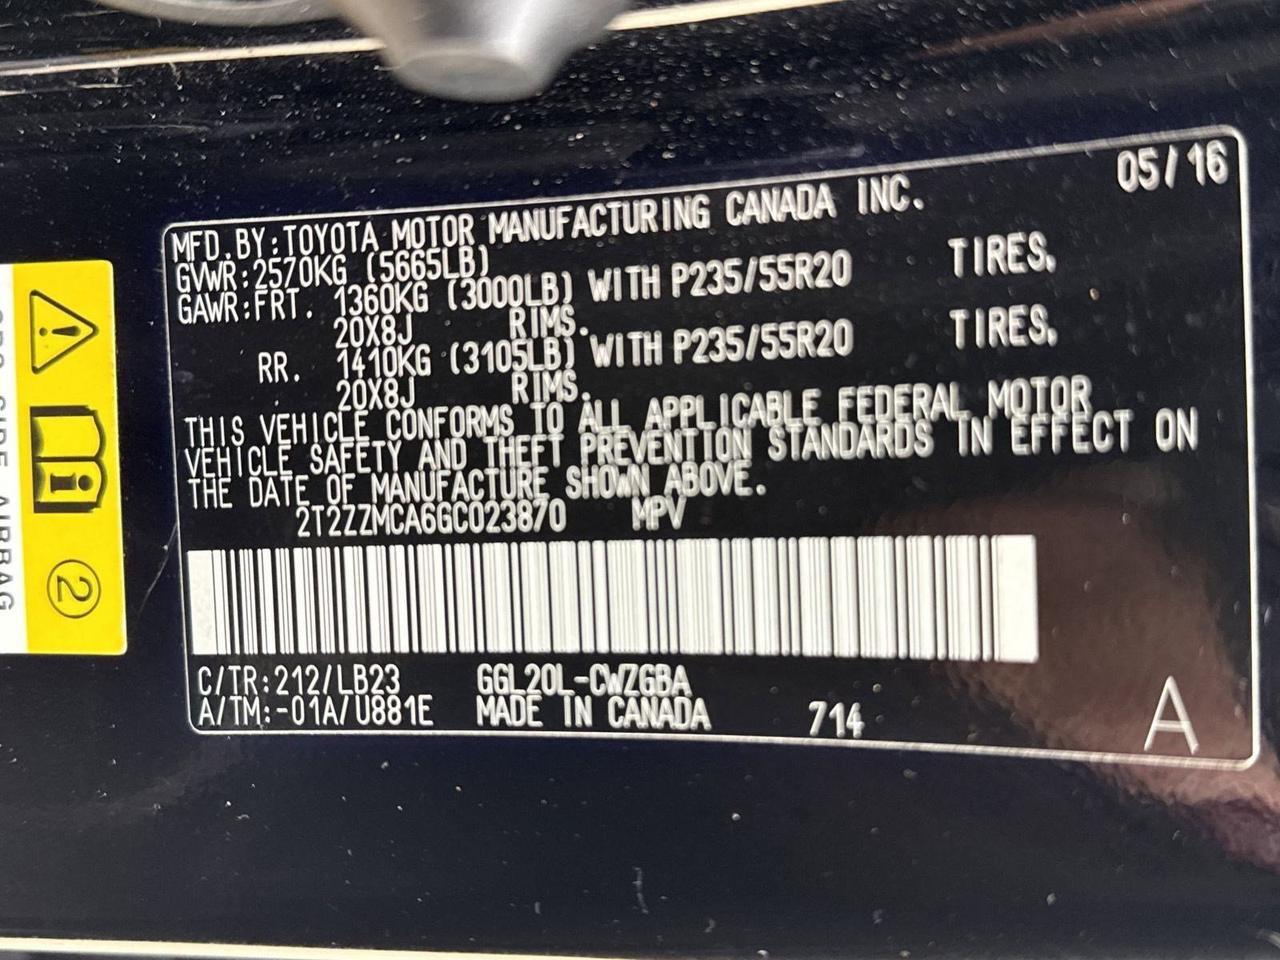 05/16
MFD.BY:TOYOTA MOTOR MANUFACTURING CANADA INC.
GVWR:2570KG (5665LB)
GAWR:FRT. 1360KG (3000LB) WITH P235/55R20 TIRES,
20X8J RIMS.
RR. 1410KG (3105LB) WITH P235/55R20 TIRES,
20X8J RIMS.
THIS VEHICLE CONFORMS TO ALL APPLICABLE FEDERAL MOTOR
VEHICLE SAFETY AND THEFT PREVENTION STANDARDS IN EFFECT ON
THE DATE OF MANUFACTURE SHOWN ABOVE.
2T2ZZMCA6GC023870 MPV
C/TR:212/LB23 GGL20L-CWZGBA
A/TM:-01A/U881E MADE IN CANADA 714
A
2
SIDE AIRBAG